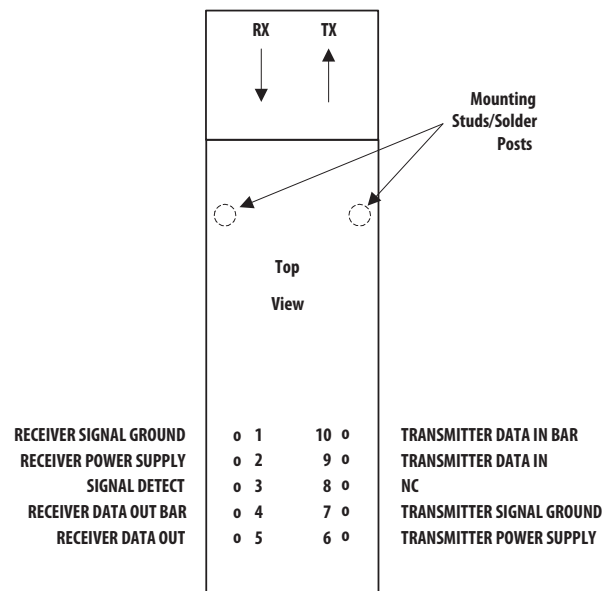 RX TX
Mounting
Studs/Solder
Posts
Top
View
RECEIVER SIGNAL GROUND o 1 10 o TRANSMITTER DATA IN BAR
RECEIVER POWER SUPPLY o 2 9 o TRANSMITTER DATA IN
SIGNAL DETECT o 3 8 o NC
RECEIVER DATA OUT BAR o 4 7 o TRANSMITTER SIGNAL GROUND
RECEIVER DATA OUT o 5 6 o TRANSMITTER POWER SUPPLY